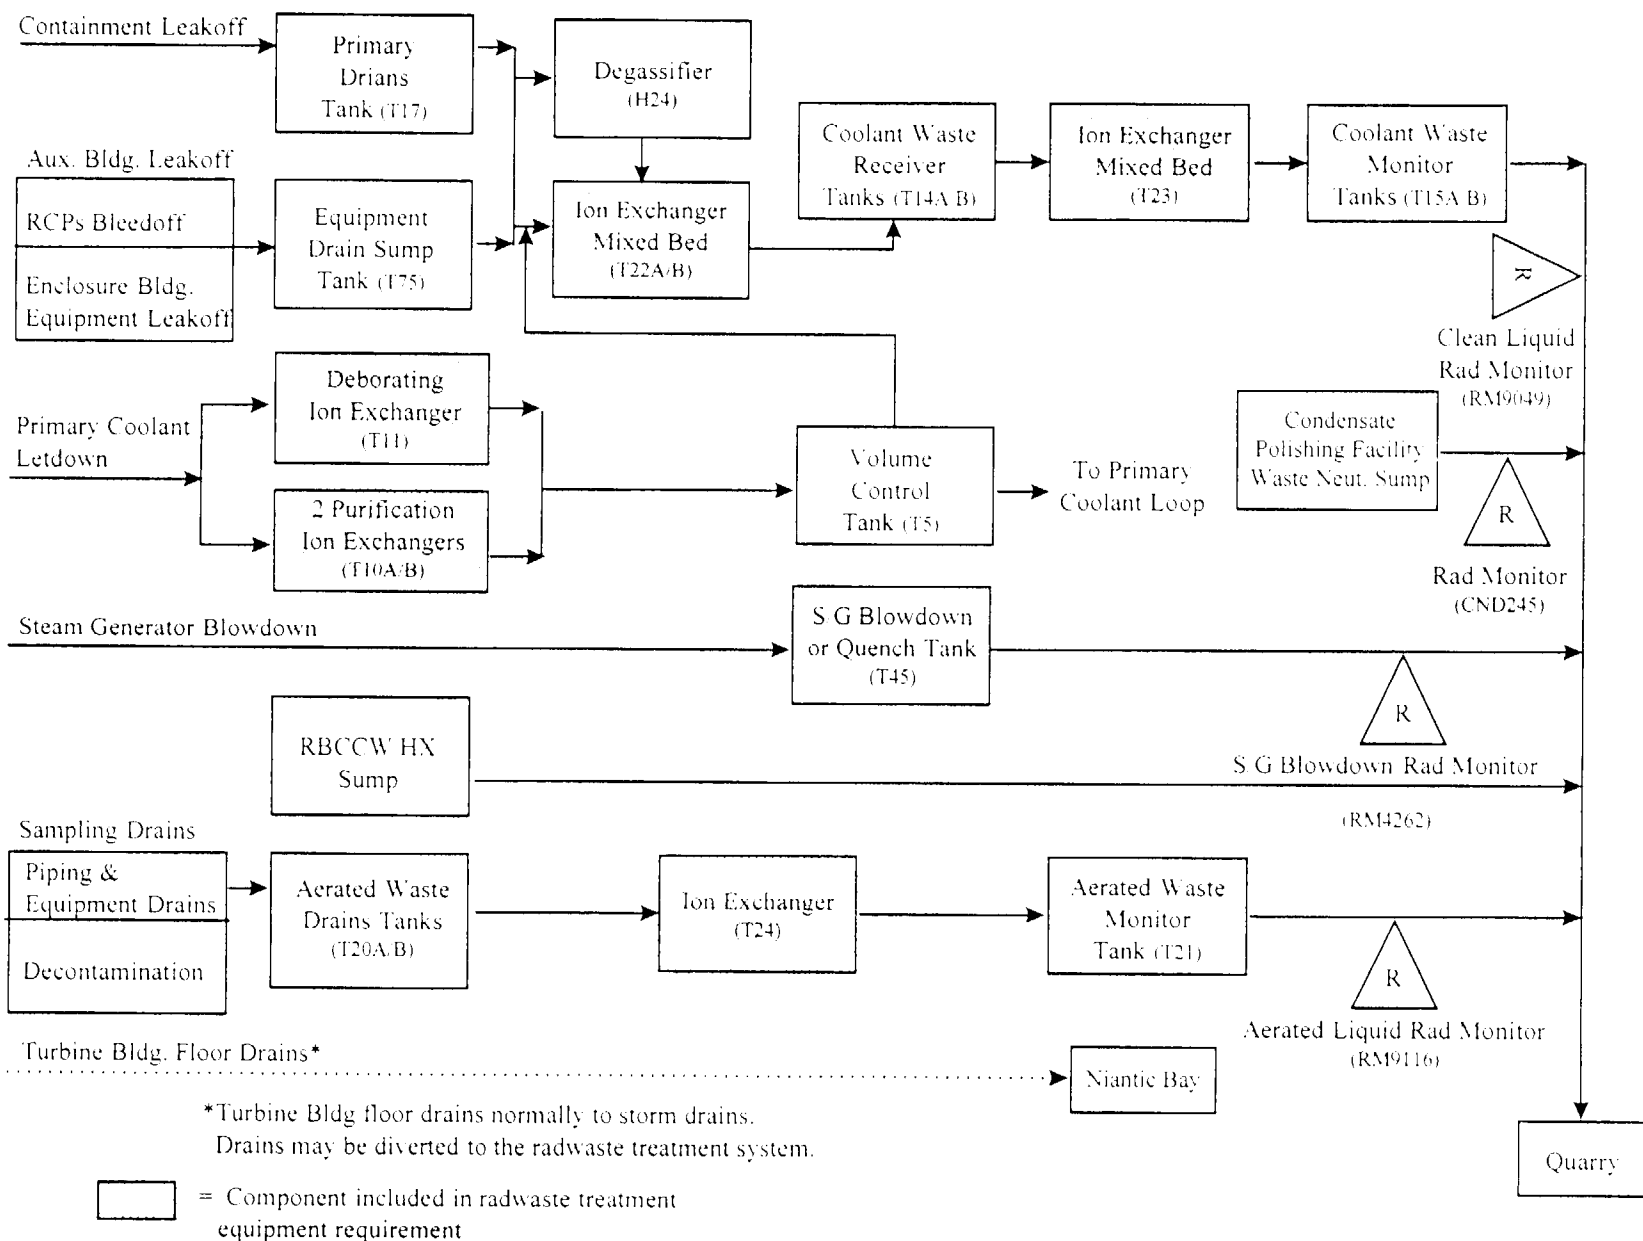 Containment Leakoff
Primary
Drians
Tank (T17)
Degassifier
(H24)
Coolant Waste
Receiver
Tanks (T14A B)
Ion Exchanger
Mixed Bed
(T23)
Coolant Waste
Monitor
Tanks (T15A B)
Aux. Bldg. Leakoff
RCPs Bleedoff
Enclosure Bldg.
Equipment Leakoff
Equipment
Drain Sump
Tank (T75)
Ion Exchanger
Mixed Bed
(T22A/B)
R
Clean Liquid
Rad Monitor
(RM9049)
Primary Coolant
Letdown
Deborating
Ion Exchanger
(T11)
2 Purification
Ion Exchangers
(T10A/B)
Volume
Control
Tank (T5)
To Primary
Coolant Loop
Condensate
Polishing Facility
Waste Neut. Sump
R
Rad Monitor
(CND245)
Steam Generator Blowdown
S G Blowdown
or Quench Tank
(T45)
R
S G Blowdown Rad Monitor
(RM4262)
RBCCW HX
Sump
Sampling Drains
Piping &
Equipment Drains
Decontamination
Aerated Waste
Drains Tanks
(T20A/B)
Ion Exchanger
(T24)
Aerated Waste
Monitor
Tank (T21)
R
Aerated Liquid Rad Monitor
(RM9116)
Turbine Bldg. Floor Drains*
Niantic Bay
*Turbine Bldg floor drains normally to storm drains.
Drains may be diverted to the radwaste treatment system.
Quarry
= Component included in radwaste treatment
equipment requirement